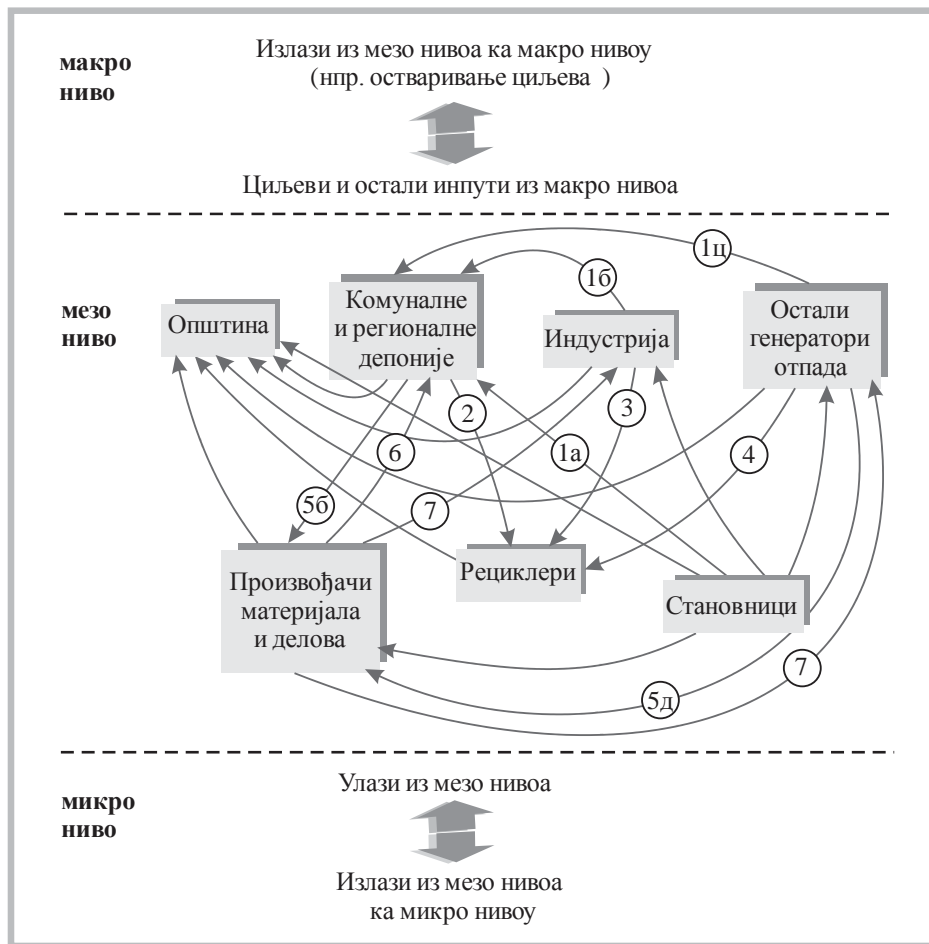 Излази из мезо нивоа ка макро нивоу
(нпр. остваривање циљева )
макро
ниво
Циљеви и остали инпути из макро нивоа
1ц
1б
мезо
ниво
Општина
Комуналне
и регионалне
депоније
Индустрија
Остали
генератори
отпада
2
3
6
1а
4
5б
7
Произвођачи
материјала
и делова
Рециклери
Становници
7
5д
Улази из мезо нивоа
микро
ниво
Излази из мезо нивоа
ка микро нивоу